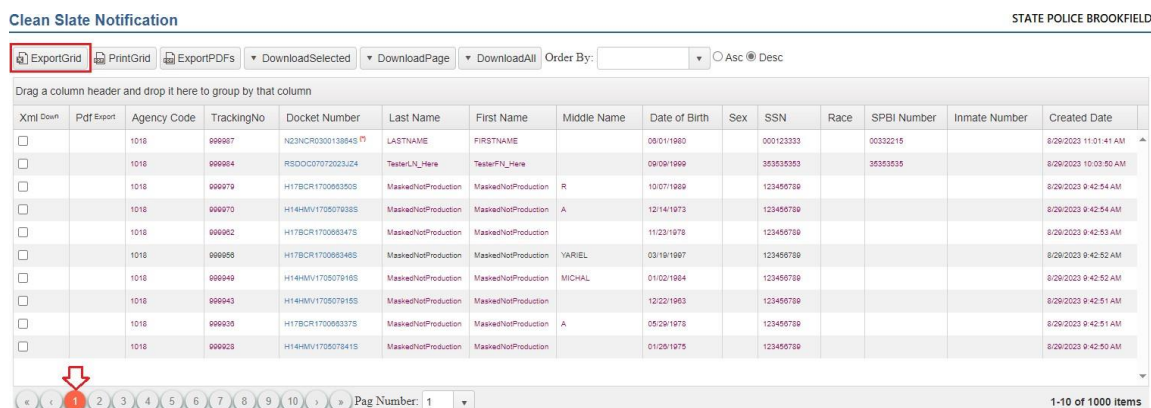 Clean Slate Notification STATE POLICE BROOKFIELD
ExportGrid PrintGrid ExportPDFs DownloadSelected DownloadPage DownloadAll Order By: Asc Desc
Drag a column header and drop it here to group by that column
Xml Down Pdf Export Agency Code TrackingNo Docket Number Last Name First Name Middle Name Date of Birth Sex SSN Race SPBI Number Inmate Number Created Date
1018 999987 N23NCR030013864S (*) LASTNAME FIRSTNAME 06/01/1980 000123333 00332215 8/29/2023 11:01:41 AM
1018 999984 RSDOC07072023JZ4 TesterLN_Here TesterFN_Here 09/09/1999 353535353 35353535 8/29/2023 10:03:50 AM
1018 999979 H17BCR170066350S MaskedNotProduction MaskedNotProduction R 10/07/1989 123456789 8/29/2023 9:42:54 AM
1018 999970 H14HMV170507938S MaskedNotProduction MaskedNotProduction A 12/14/1973 123456789 8/29/2023 9:42:54 AM
1018 999962 H17BCR170066347S MaskedNotProduction MaskedNotProduction 11/23/1978 123456789 8/29/2023 9:42:53 AM
1018 999956 H17BCR170066346S MaskedNotProduction MaskedNotProduction YARIEL 03/19/1997 123456789 8/29/2023 9:42:52 AM
1018 999949 H14HMV170507916S MaskedNotProduction MaskedNotProduction MICHAL 01/02/1984 123456789 8/29/2023 9:42:52 AM
1018 999943 H14HMV170507915S MaskedNotProduction MaskedNotProduction 12/22/1963 123456789 8/29/2023 9:42:51 AM
1018 999936 H17BCR170066337S MaskedNotProduction MaskedNotProduction A 05/29/1978 123456789 8/29/2023 9:42:51 AM
1018 999928 H14HMV170507841S MaskedNotProduction MaskedNotProduction 01/26/1975 123456789 8/29/2023 9:42:50 AM
« ‹ 1 2 3 4 5 6 7 8 9 10 › » Pag Number: 1 1-10 of 1000 items